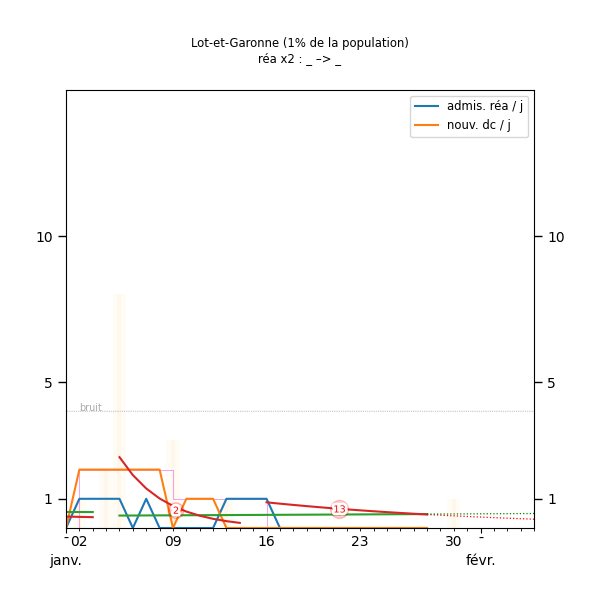 Lot-et-Garonne (1% de la population)
réa x2 : _ –> _
admis. réa / j
nouv. dc / j
10 10
5 5
bruit
1 1
2 13
02 09 16 23 30
janv. févr.